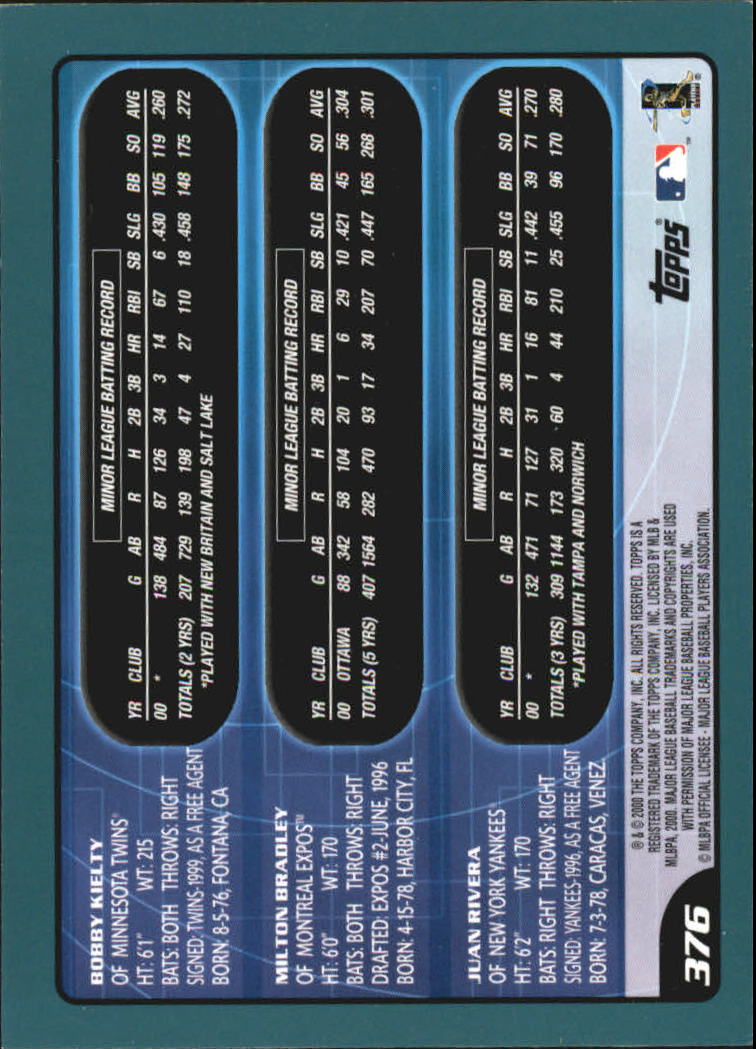 BOBBY KIELTY
OF MINNESOTA TWINS®
HT: 6'1" WT: 215
BATS: BOTH THROWS: RIGHT
SIGNED: TWINS-1999, AS A FREE AGENT
BORN: 8-5-76, FONTANA, CA
MINOR LEAGUE BATTING RECORD
YR CLUB G AB R H 2B 3B HR RBI SB SLG BB SO AVG
00 * 138 484 87 126 34 3 14 67 6 .430 105 119 .260
TOTALS (2 YRS) 207 729 139 198 47 4 27 110 18 .458 148 175 .272
*PLAYED WITH NEW BRITAIN AND SALT LAKE
MILTON BRADLEY
OF MONTREAL EXPOS™
HT: 6'0" WT: 170
BATS: BOTH THROWS: RIGHT
DRAFTED: EXPOS #2-JUNE, 1996
BORN: 4-15-78, HARBOR CITY, FL
MINOR LEAGUE BATTING RECORD
YR CLUB G AB R H 2B 3B HR RBI SB SLG BB SO AVG
00 OTTAWA 88 342 58 104 20 1 6 29 10 .421 45 56 .304
TOTALS (5 YRS) 407 1564 282 470 93 17 34 207 70 .447 165 268 .301
JUAN RIVERA
OF NEW YORK YANKEES®
HT: 6'2" WT: 170
BATS: RIGHT THROWS: RIGHT
SIGNED YANKEES-1996, AS A FREE AGENT
BORN: 7-3-78, CARACAS, VENEZ.
MINOR LEAGUE BATTING RECORD
YR CLUB G AB R H 2B 3B HR RBI SB SLG BB SO AVG
00 * 132 471 71 127 31 1 16 81 11 .442 39 71 .270
TOTALS (3 YRS) 309 1144 173 320 60 4 44 210 25 .455 96 170 .280
*PLAYED WITH TAMPA AND NORWICH
376
® & © 2000 THE TOPPS COMPANY, INC. ALL RIGHTS RESERVED. TOPPS IS A
REGISTERED TRADEMARK OF THE TOPPS COMPANY, INC. LICENSED BY MLB &
MLBPA, 2000. MAJOR LEAGUE BASEBALL TRADEMARKS AND COPYRIGHTS ARE USED
WITH PERMISSION OF MAJOR LEAGUE BASEBALL PROPERTIES, INC.
© MLBPA OFFICIAL LICENSEE - MAJOR LEAGUE BASEBALL PLAYERS ASSOCIATION.
TOPPS®
™
®